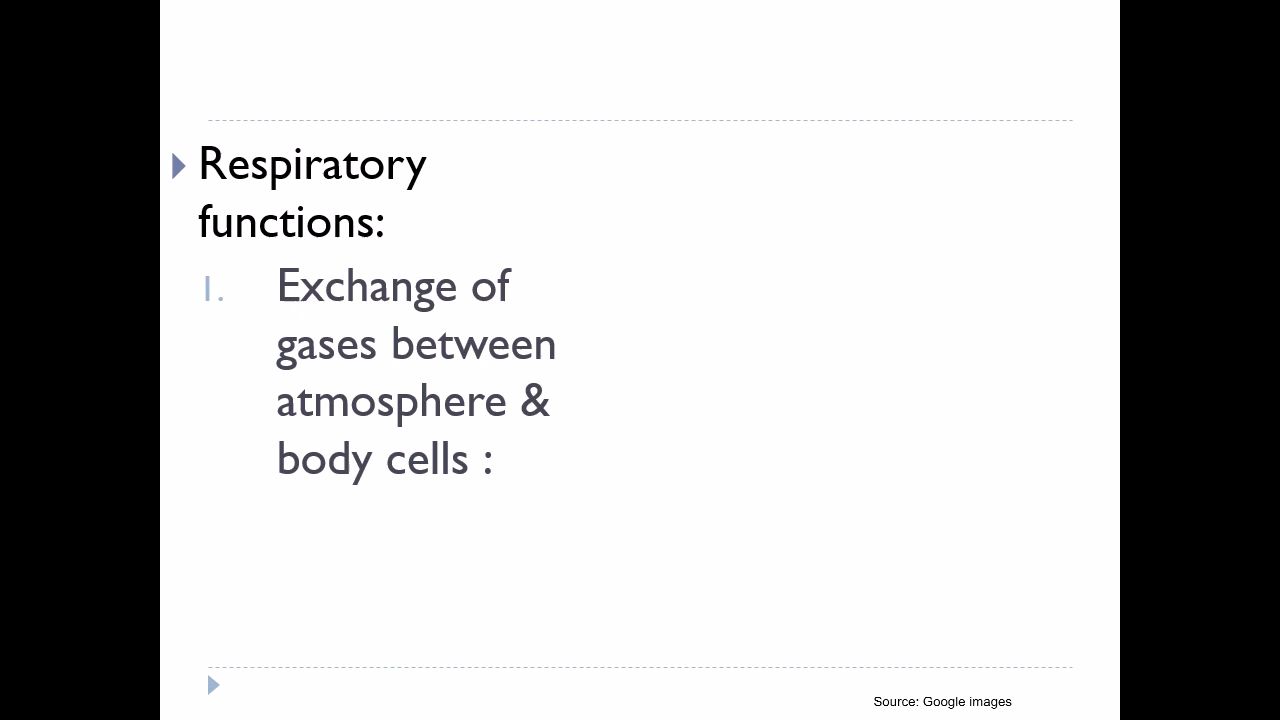 Respiratory
functions:
1. Exchange of
gases between
atmosphere &
body cells :
Source: Google images